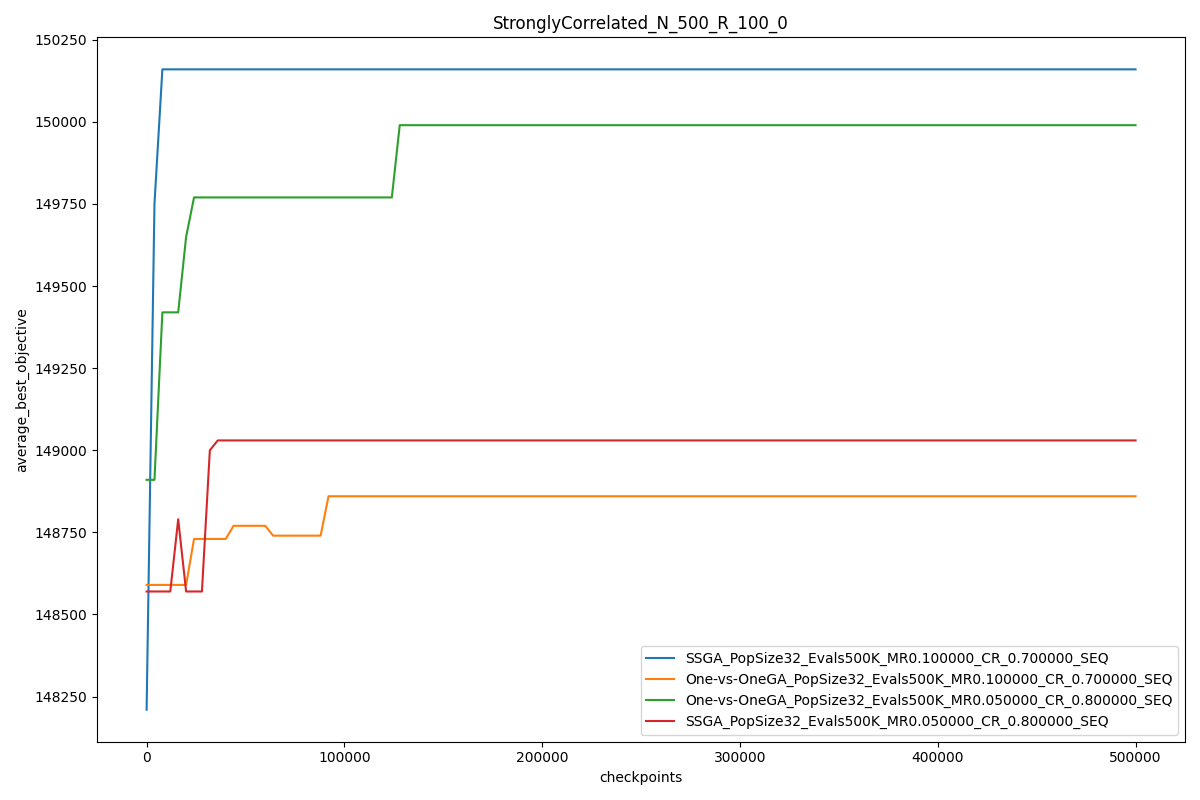 StronglyCorrelated_N_500_R_100_0
150250
150000
149750
149500
149250
149000
148750
148500
148250
average_best_objective
0
100000
200000
300000
400000
500000
checkpoints
SSGA_PopSize32_Evals500K_MR0.100000_CR_0.700000_SEQ
One-vs-OneGA_PopSize32_Evals500K_MR0.100000_CR_0.700000_SEQ
One-vs-OneGA_PopSize32_Evals500K_MR0.050000_CR_0.800000_SEQ
SSGA_PopSize32_Evals500K_MR0.050000_CR_0.800000_SEQ